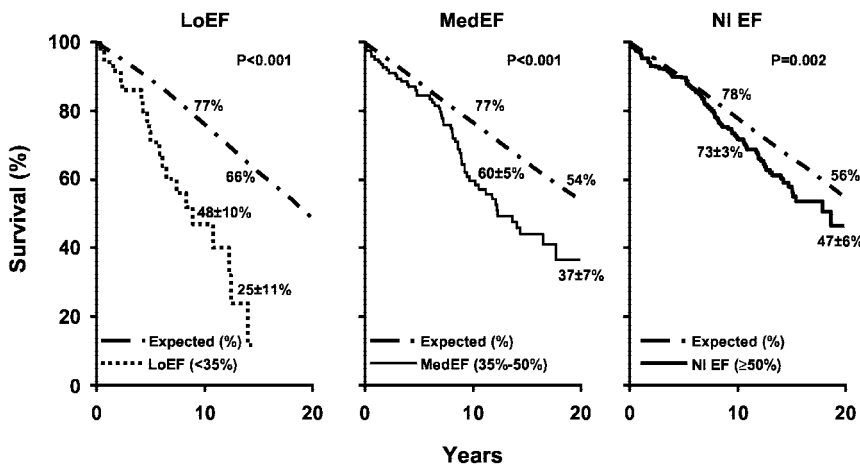 LoEF
MedEF
Nl EF
Survival (%)
100
80
60
40
20
0
P<0.001
77%
66%
48±10%
25±11%
Expected (%)
LoEF (<35%)
0
10
20
P<0.001
77%
54%
60±5%
37±7%
Expected (%)
MedEF (35%-50%)
0
10
20
P=0.002
78%
56%
73±3%
47±6%
Expected (%)
Nl EF (≥50%)
0
10
20
Years